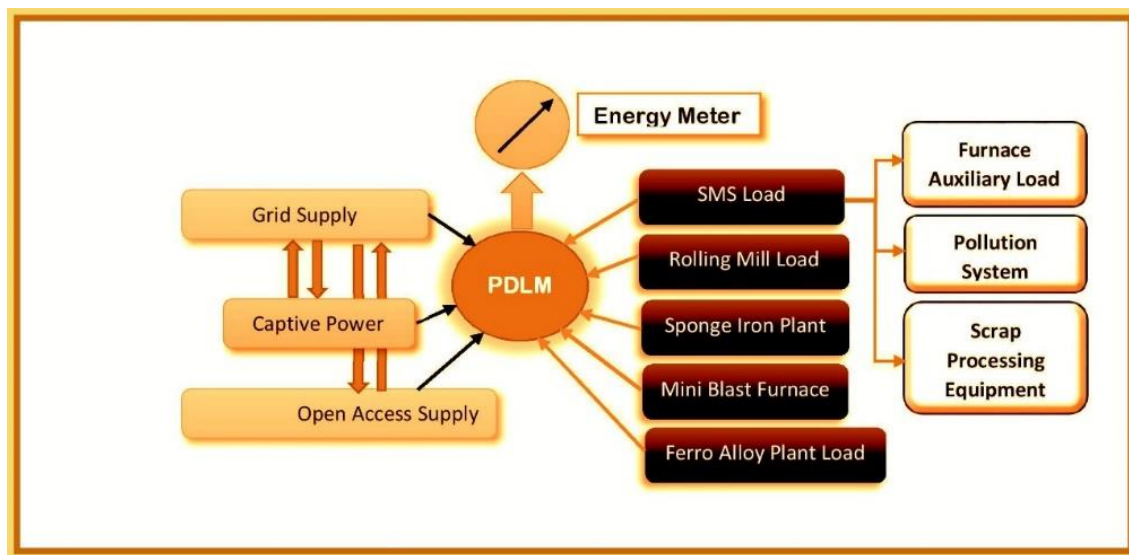 Energy Meter
Grid Supply
Captive Power
Open Access Supply
PDLM
SMS Load
Rolling Mill Load
Sponge Iron Plant
Mini Blast Furnace
Ferro Alloy Plant Load
Furnace
Auxiliary Load
Pollution
System
Scrap
Processing
Equipment